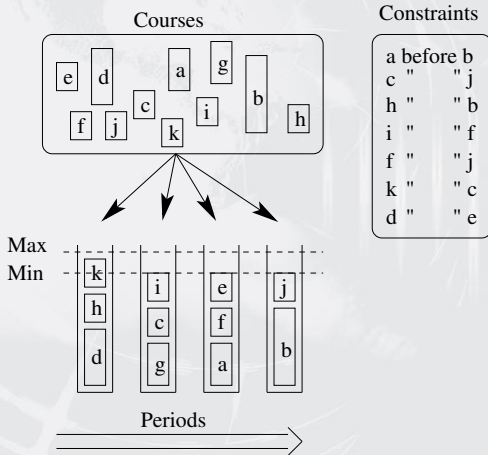 Courses
e d a g b
f j c k i h
Constraints
a before b
c " " j
h " " b
i " " f
f " " j
k " " c
d " " e
Max
Min
k i e j
h c f
d g a b
Periods